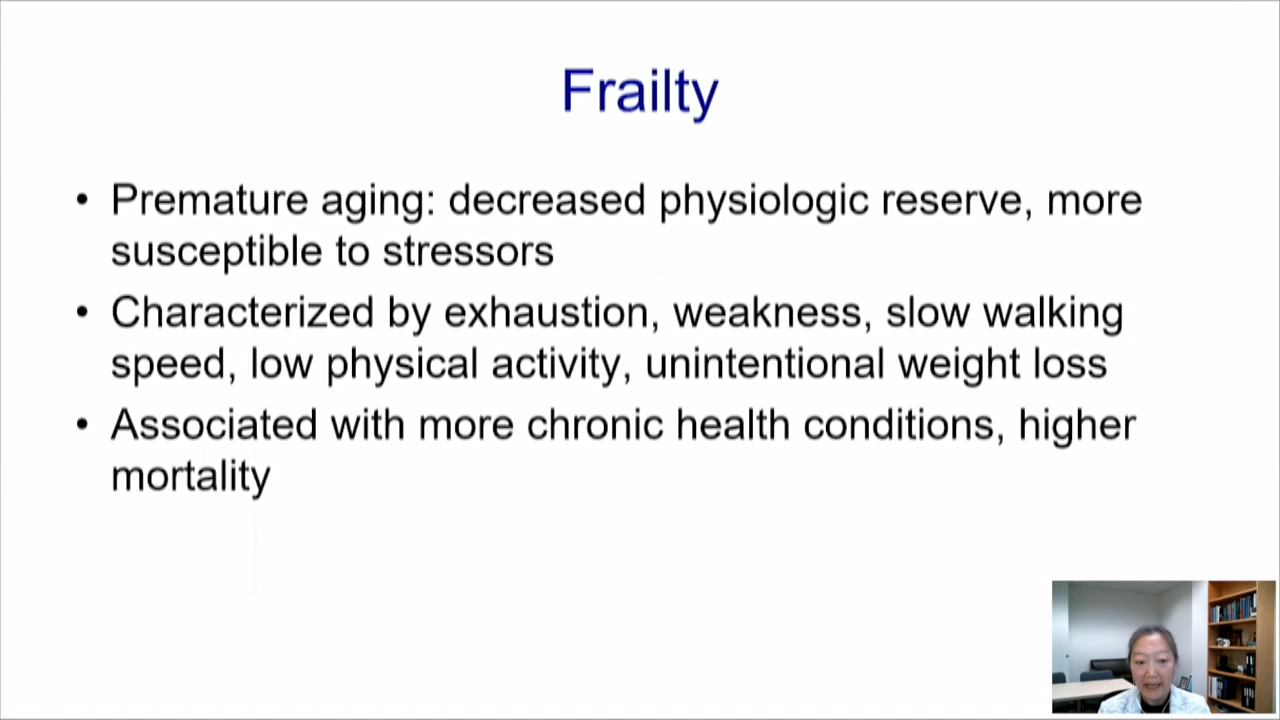 Frailty
• Premature aging: decreased physiologic reserve, more
susceptible to stressors
• Characterized by exhaustion, weakness, slow walking
speed, low physical activity, unintentional weight loss
• Associated with more chronic health conditions, higher
mortality